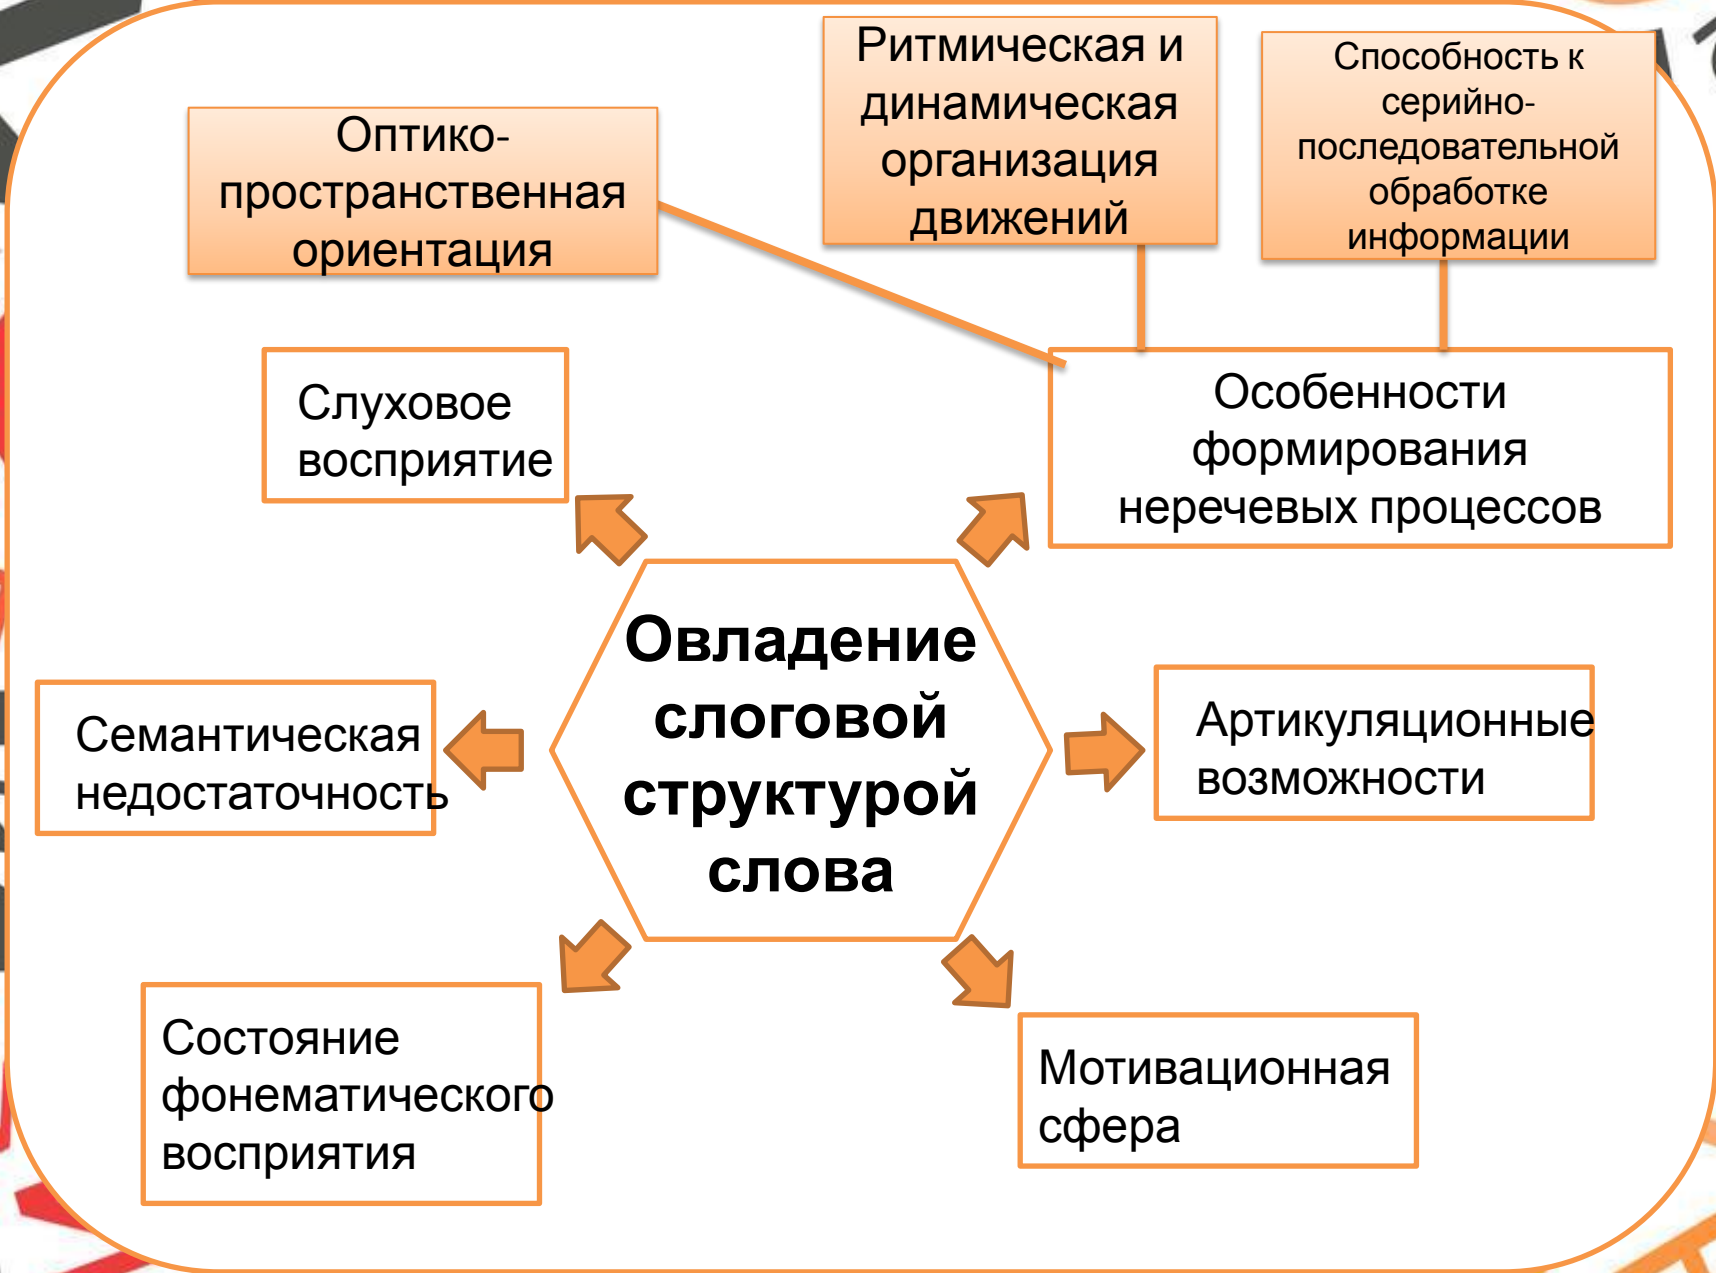 Ритмическая и
динамическая
организация
движений
Способность к
серийно-
последовательной
обработке
информации
Оптико-
пространственная
ориентация
Слуховое
восприятие
Особенности
формирования
неречевых процессов
Овладение
слоговой
структурой
слова
Семантическая
недостаточность
Артикуляционные
возможности
Состояние
фонематического
восприятия
Мотивационная
сфера